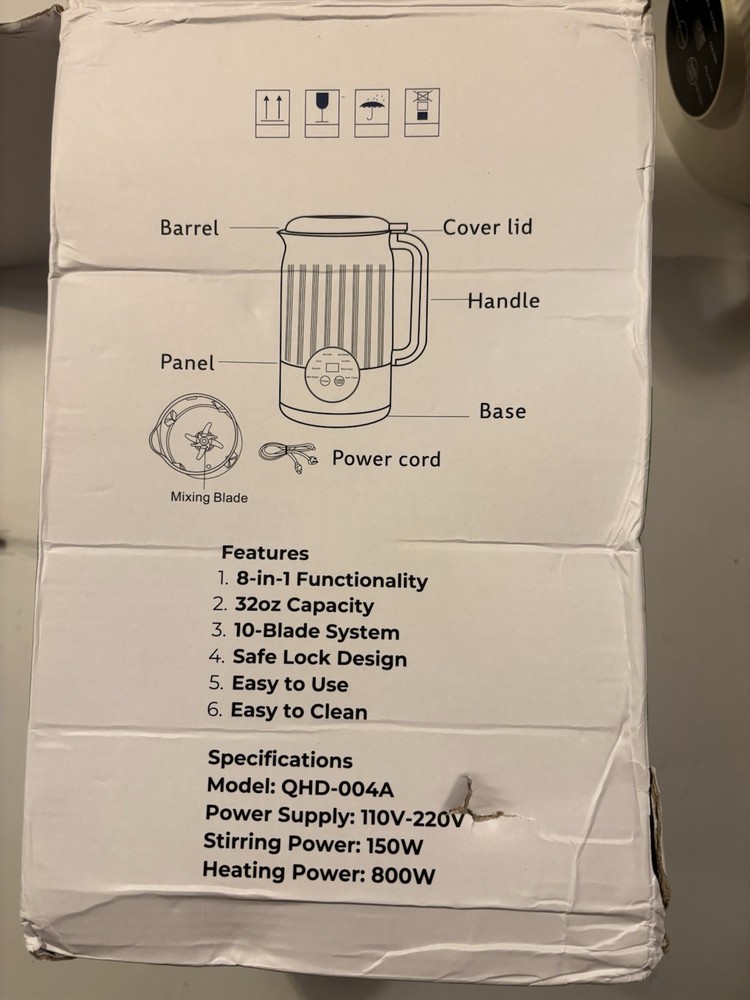 Barrel
Cover lid
Handle
Panel
Base
Power cord
Mixing Blade
Features
1. 8-in-1 Functionality
2. 32oz Capacity
3. 10-Blade System
4. Safe Lock Design
5. Easy to Use
6. Easy to Clean
Specifications
Model: QHD-004A
Power Supply: 110V-220V
Stirring Power: 150W
Heating Power: 800W